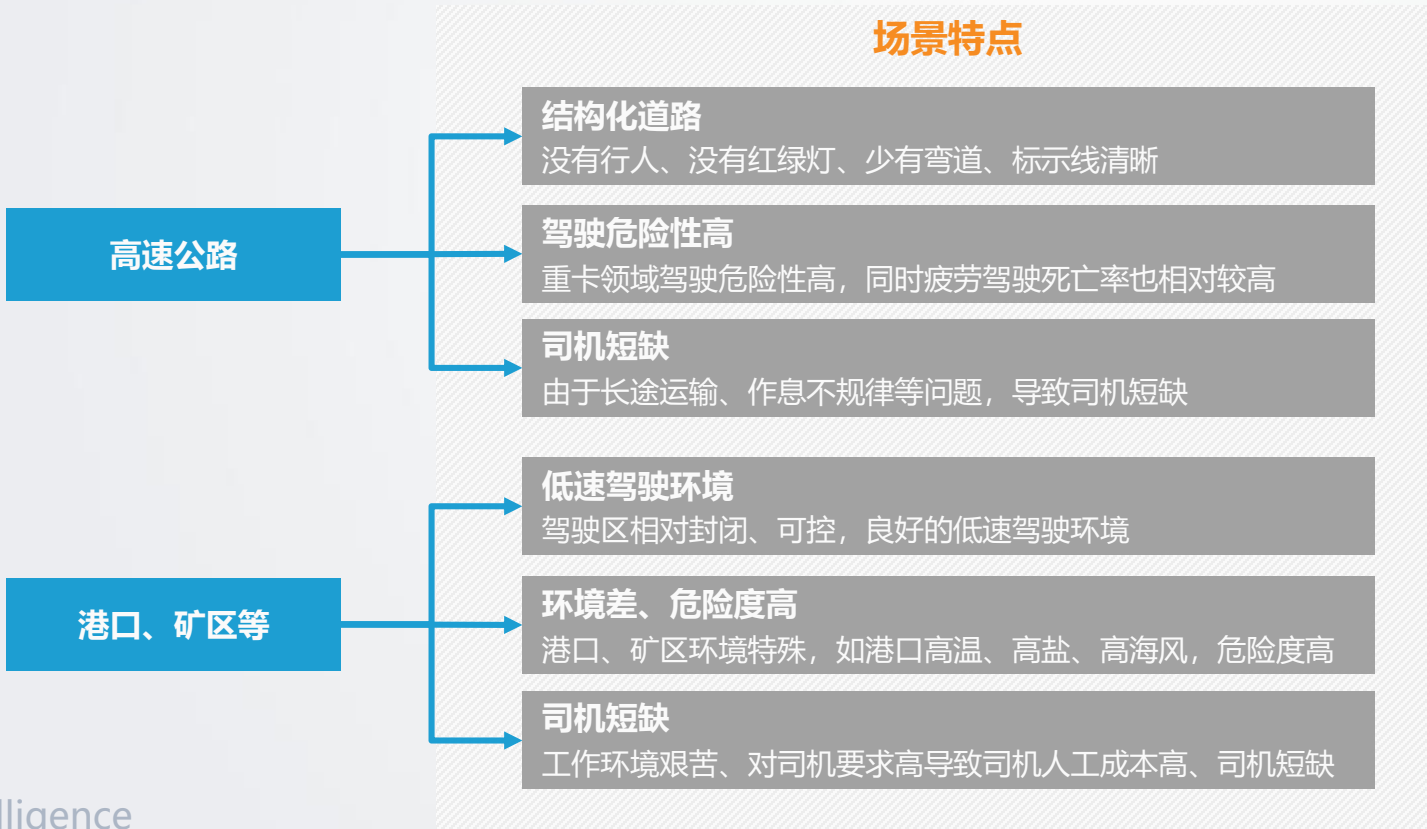 场景特点
高速公路
结构化道路
没有行人、没有红绿灯、少有弯道、标示线清晰
驾驶危险性高
重卡领域驾驶危险性高，同时疲劳驾驶死亡率也相对较高
司机短缺
由于长途运输、作息不规律等问题，导致司机短缺
港口、矿区等
低速驾驶环境
驾驶区相对封闭、可控，良好的低速驾驶环境
环境差、危险度高
港口、矿区环境特殊，如港口高温、高盐、高海风，危险度高
司机短缺
工作环境艰苦、对司机要求高导致司机人工成本高、司机短缺
lligence